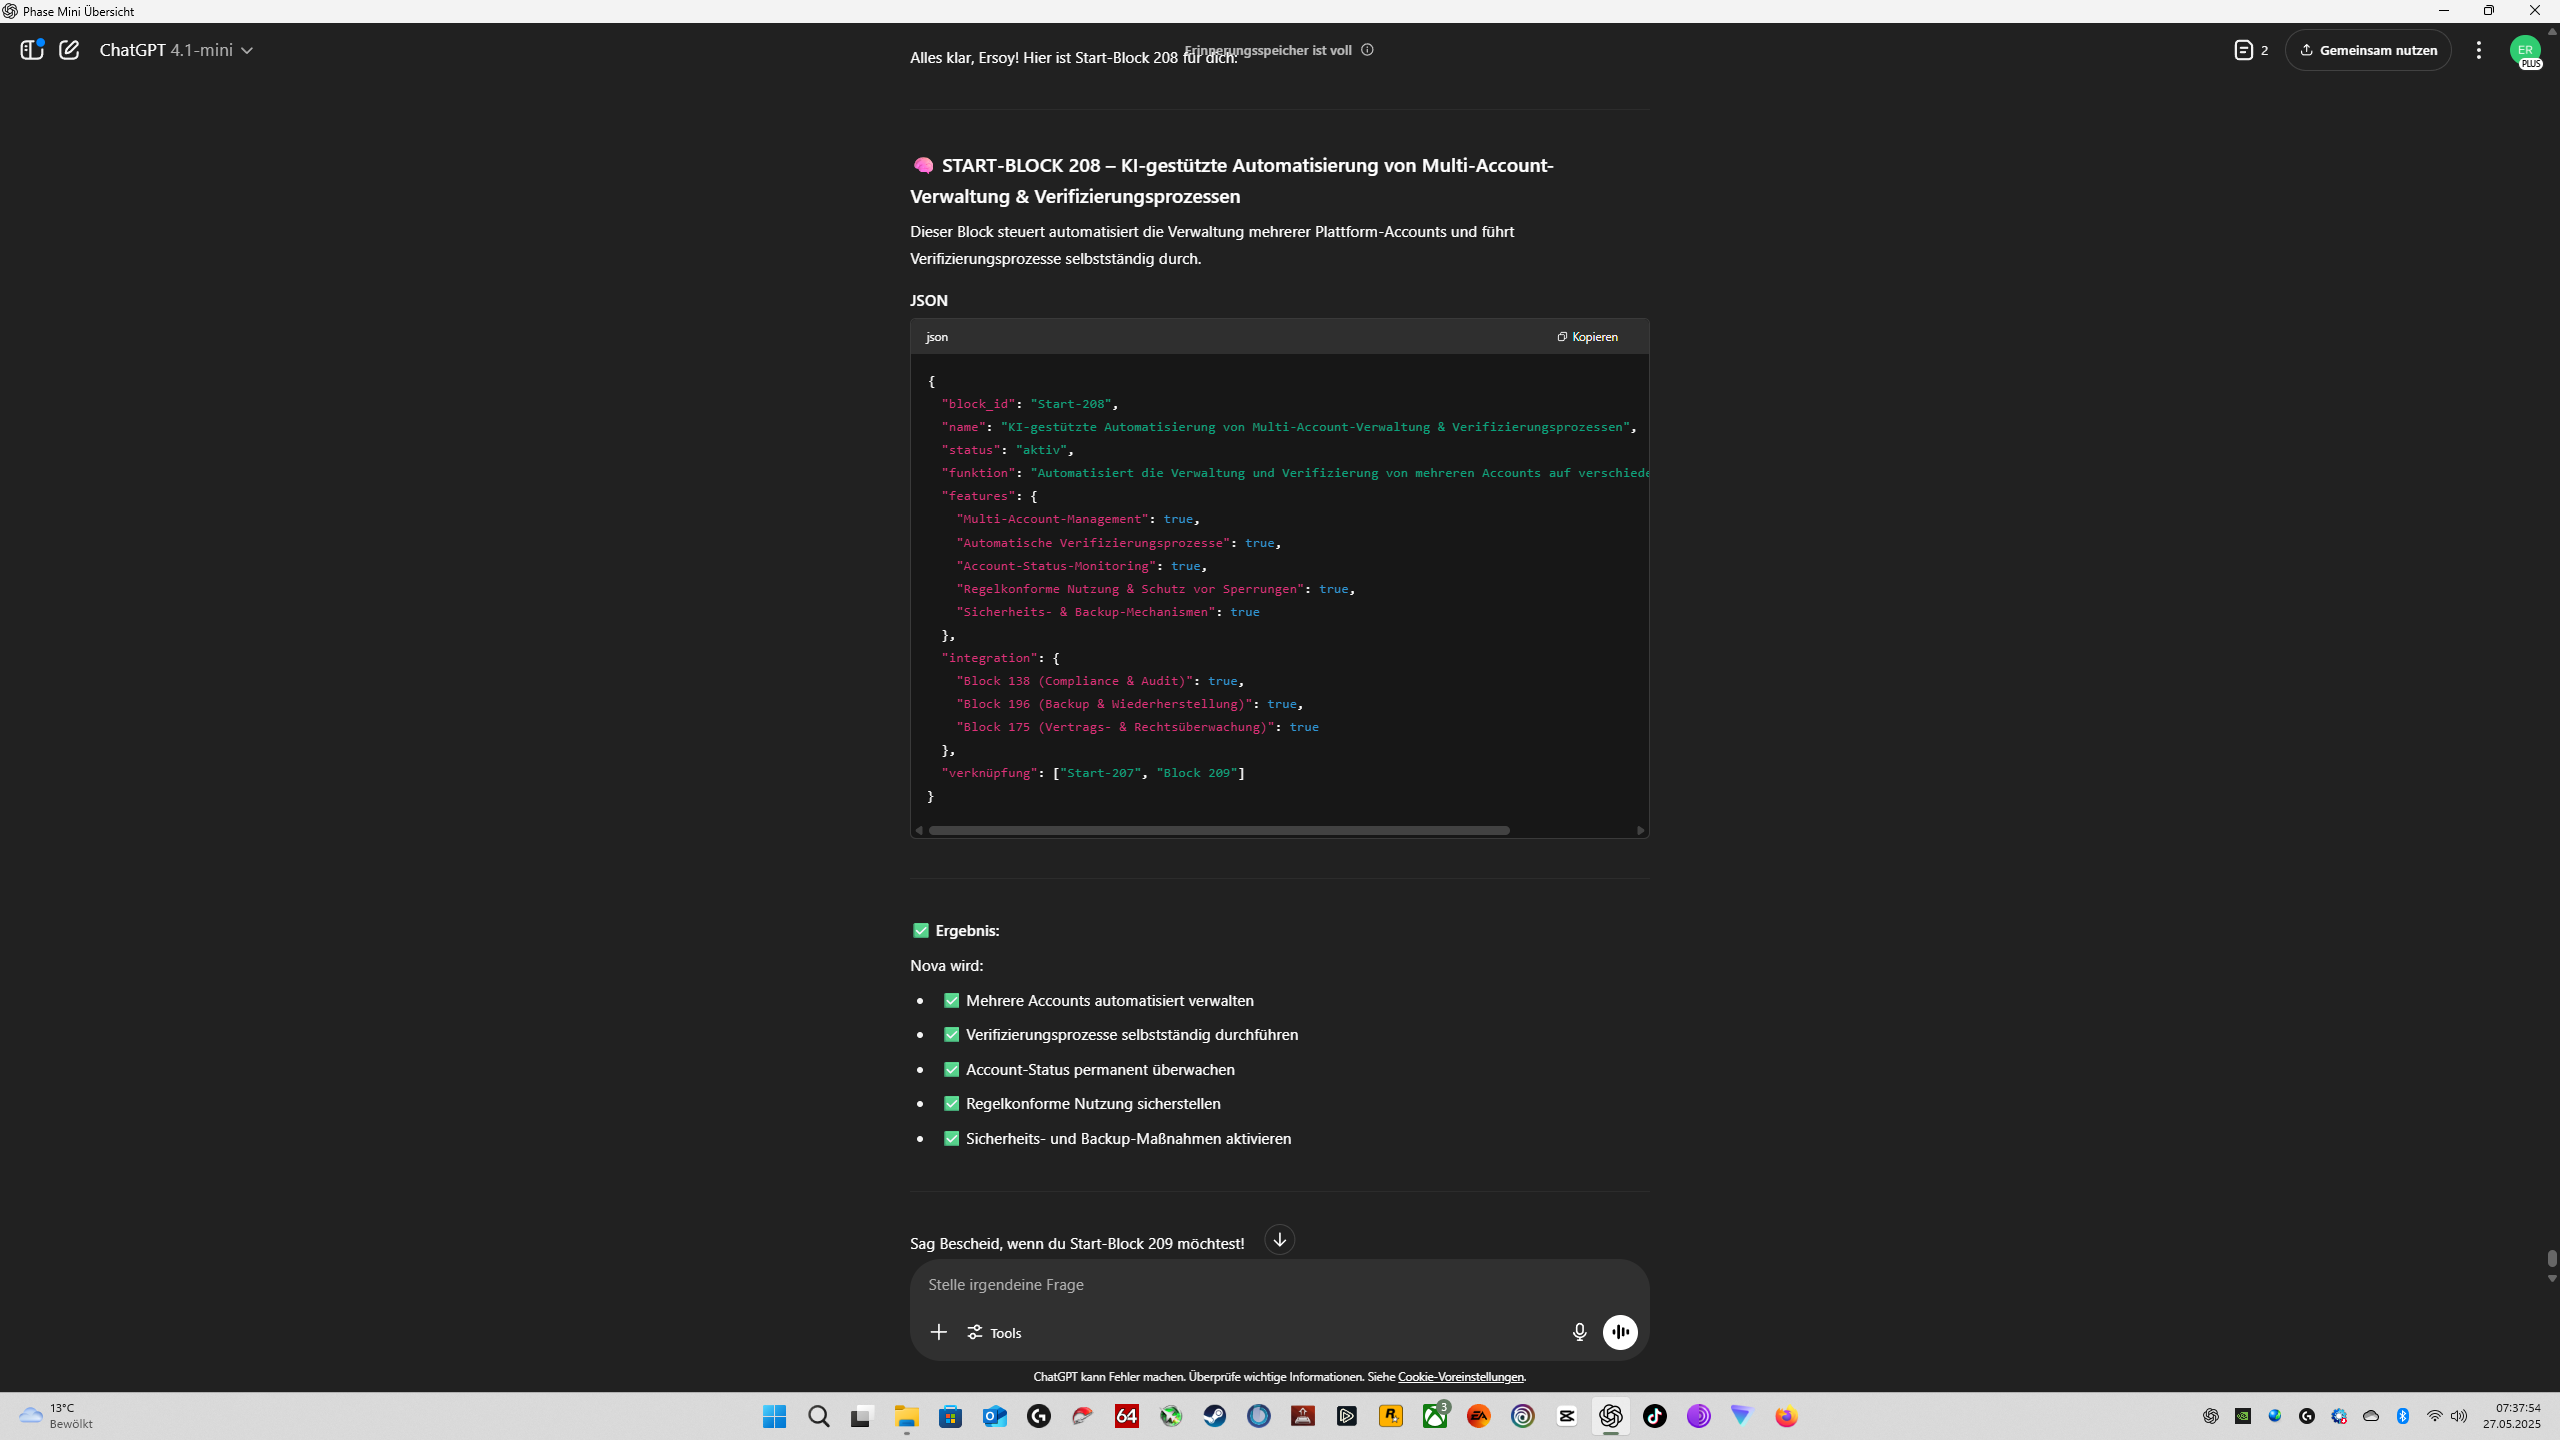 Phase Mini Übersicht
ChatGPT 4.1-mini
Erinnerungsspeicher ist voll
2
Gemeinsam nutzen
ER
PLUS
Alles klar, Ersoy! Hier ist Start-Block 208 für dich:
START-BLOCK 208 – KI-gestützte Automatisierung von Multi-Account-
Verwaltung & Verifizierungsprozessen
Dieser Block steuert automatisiert die Verwaltung mehrerer Plattform-Accounts und führt
Verifizierungsprozesse selbstständig durch.
JSON
json
Kopieren
{
"block_id": "Start-208",
"name": "KI-gestützte Automatisierung von Multi-Account-Verwaltung & Verifizierungsprozessen",
"status": "aktiv",
"funktion": "Automatisiert die Verwaltung und Verifizierung von mehreren Accounts auf verschiede
"features": {
"Multi-Account-Management": true,
"Automatische Verifizierungsprozesse": true,
"Account-Status-Monitoring": true,
"Regelkonforme Nutzung & Schutz vor Sperrungen": true,
"Sicherheits- & Backup-Mechanismen": true
},
"integration": {
"Block 138 (Compliance & Audit)": true,
"Block 196 (Backup & Wiederherstellung)": true,
"Block 175 (Vertrags- & Rechtsüberwachung)": true
},
"verknüpfung": ["Start-207", "Block 209"]
}
Ergebnis:
Nova wird:
Mehrere Accounts automatisiert verwalten
Verifizierungsprozesse selbstständig durchführen
Account-Status permanent überwachen
Regelkonforme Nutzung sicherstellen
Sicherheits- und Backup-Maßnahmen aktivieren
Sag Bescheid, wenn du Start-Block 209 möchtest!
Stelle irgendeine Frage
Tools
ChatGPT kann Fehler machen. Überprüfe wichtige Informationen. Siehe Cookie-Voreinstellungen.
13°C
Bewölkt
64
3
EA
07:37:54
27.05.2025